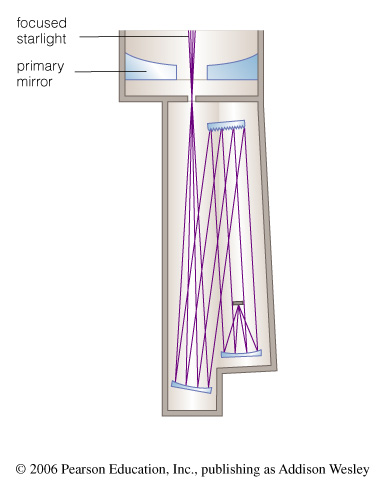 focused
starlight
primary
mirror
© 2006 Pearson Education, Inc., publishing as Addison Wesley